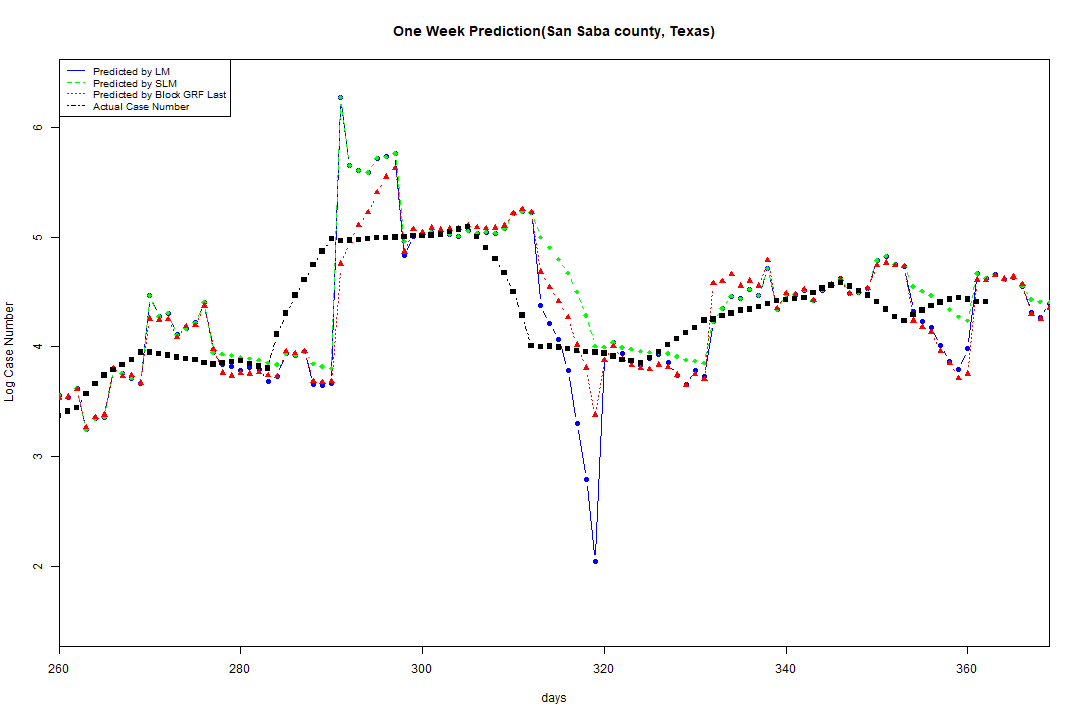 One Week Prediction(San Saba county, Texas)
Predicted by LM
Predicted by SLM
Predicted by Block GRF Last
Actual Case Number
Log Case Number
6
5
4
3
2
260 280 300 320 340 360
days